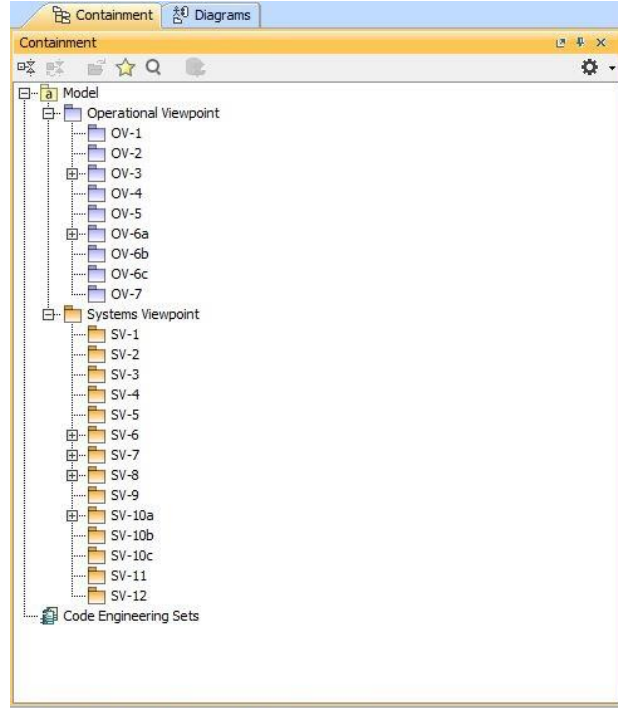 Containment Diagrams
Containment
a Model
Operational Viewpoint
OV-1
OV-2
OV-3
OV-4
OV-5
OV-6a
OV-6b
OV-6c
OV-7
Systems Viewpoint
SV-1
SV-2
SV-3
SV-4
SV-5
SV-6
SV-7
SV-8
SV-9
SV-10a
SV-10b
SV-10c
SV-11
SV-12
Code Engineering Sets